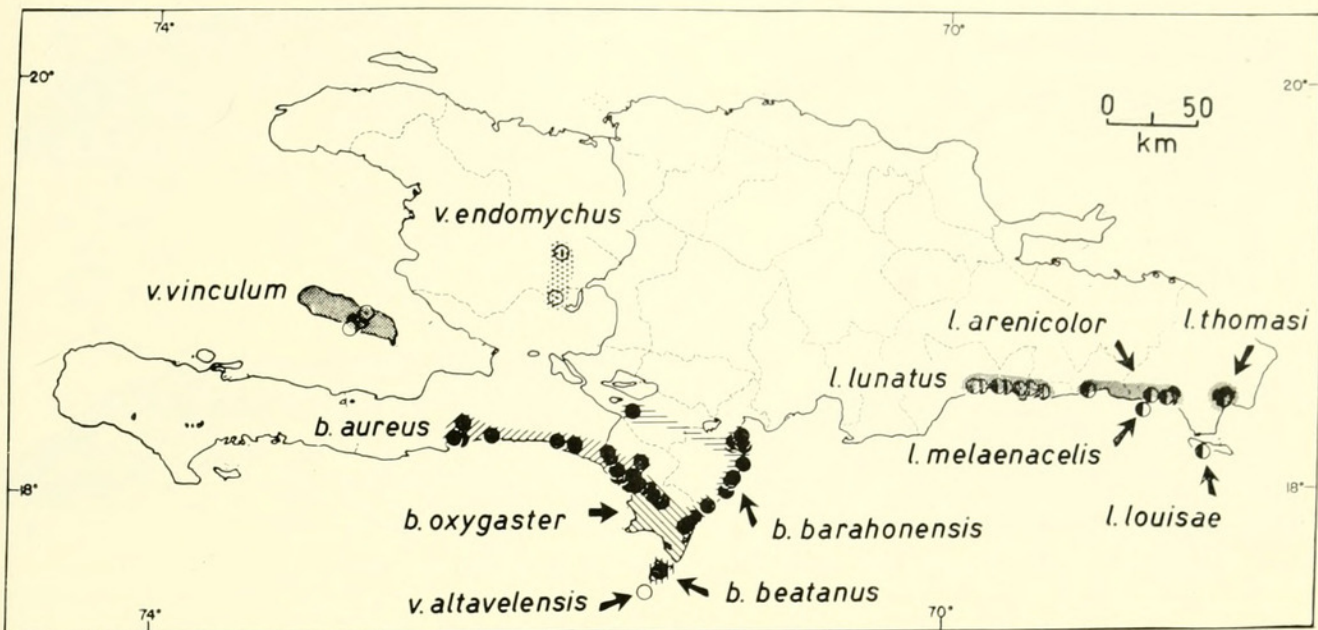 74°
70°
20°
20°
0 50
km
v. endomychus
v. vinculum
l. arenicolor
l. thomasi
l. lunatus
b. aureus
l. melaenacelis
18°
18°
b. oxygaster
b. barahonensis
l. louisae
v. altavelensis
b. beatanus
74°
70°